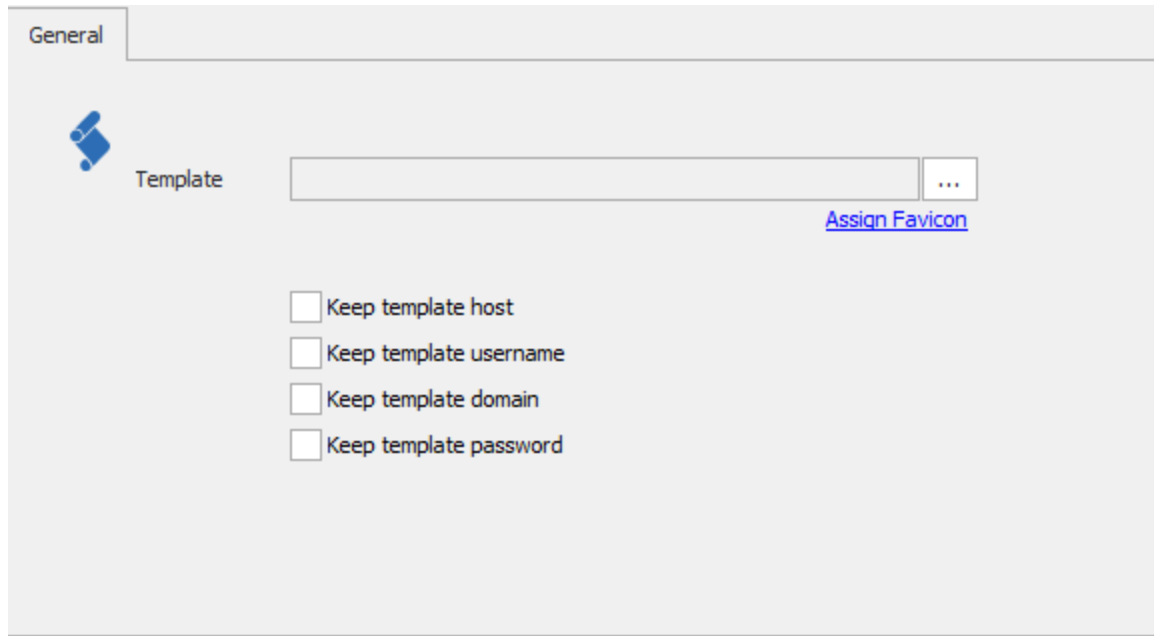 General
Template
...
Assign Favicon
Keep template host
Keep template username
Keep template domain
Keep template password